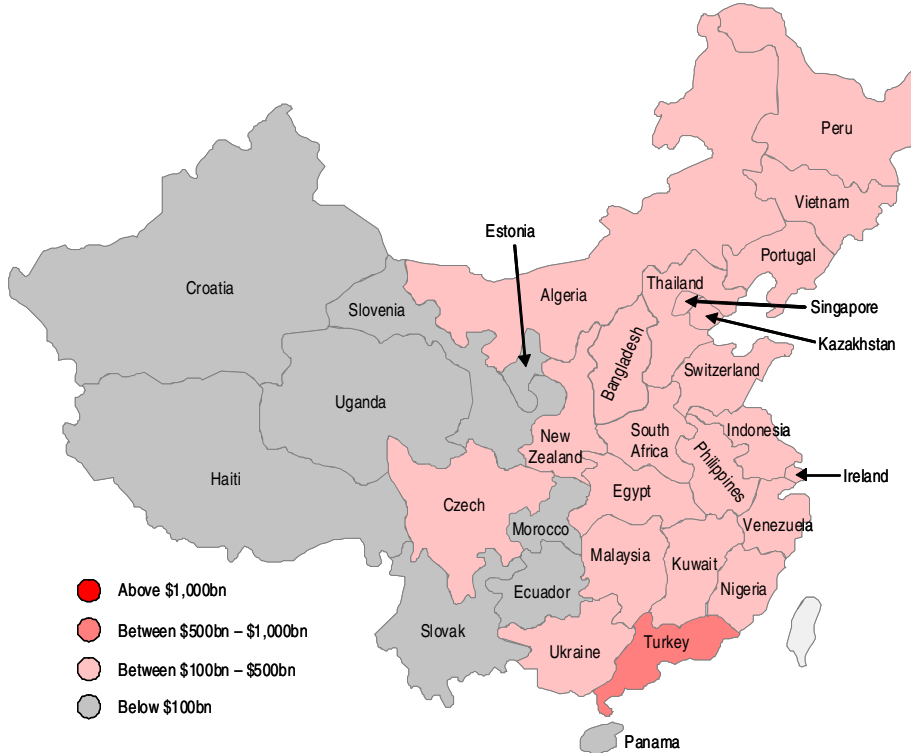 Peru
Vietnam
Estonia
Portugal
Thailand
Croatia
Algeria
Singapore
Slovenia
Kazakhstan
Bangladesh
Switzerland
Uganda
Indonesia
South
Africa
New
Zealand
Philippines
Haiti
Ireland
Egypt
Czech
Morocco
Venezuela
Malaysia
Kuwait
Nigeria
Ecuador
Slovak
Turkey
Ukraine
Panama
Above $1,000bn
Between $500bn – $1,000bn
Between $100bn – $500bn
Below $100bn